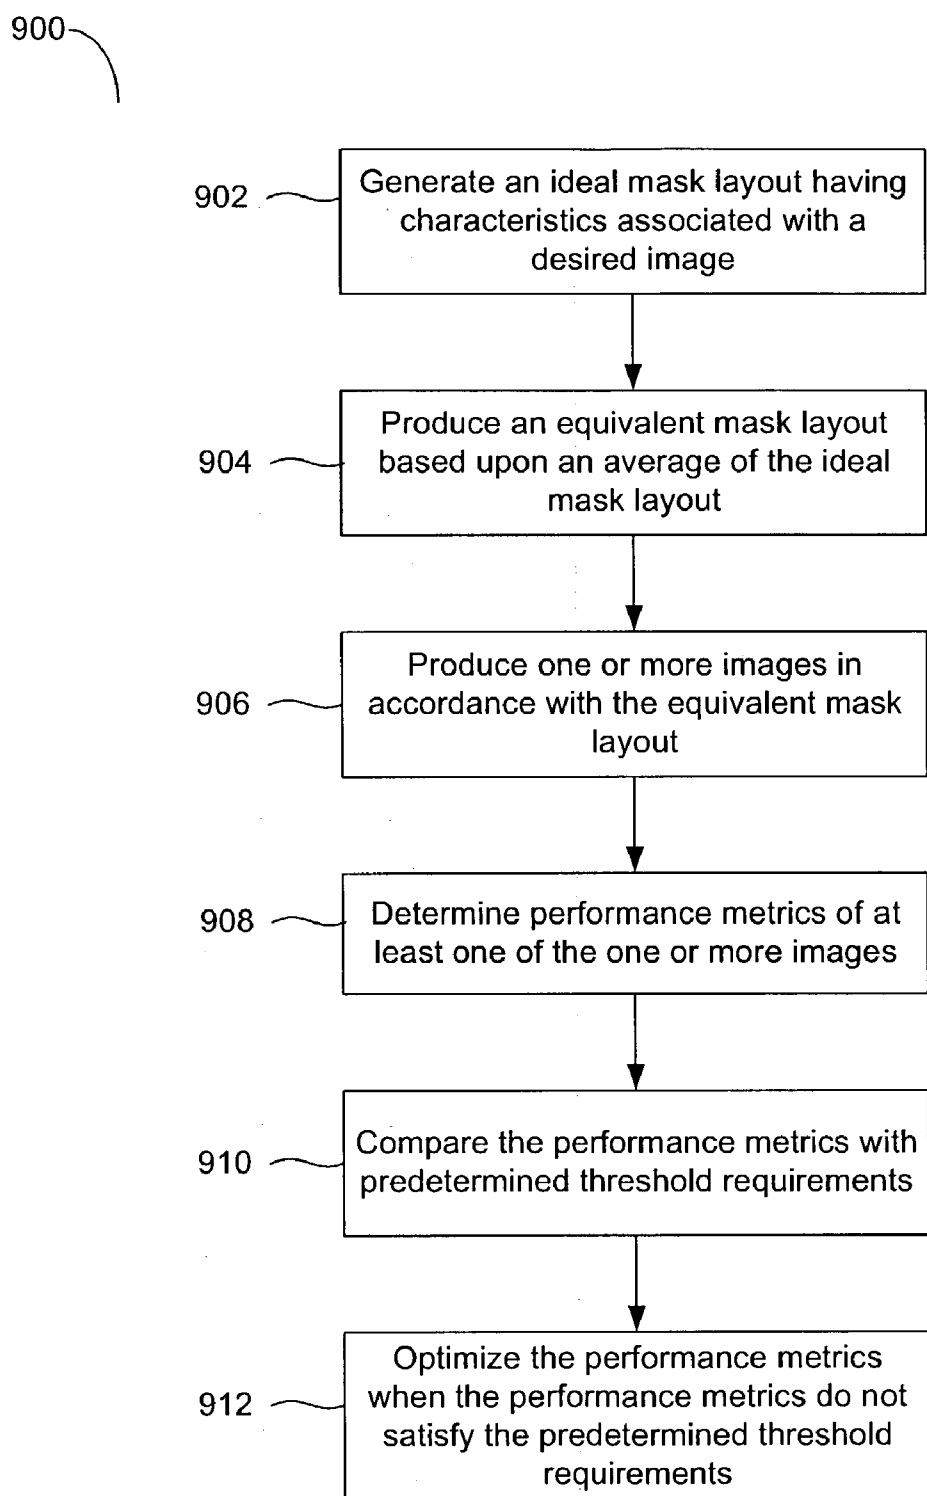 900
902
Generate an ideal mask layout having
characteristics associated with a
desired image
904
Produce an equivalent mask layout
based upon an average of the ideal
mask layout
906
Produce one or more images in
accordance with the equivalent mask
layout
908
Determine performance metrics of at
least one of the one or more images
910
Compare the performance metrics with
predetermined threshold requirements
912
Optimize the performance metrics
when the performance metrics do not
satisfy the predetermined threshold
requirements